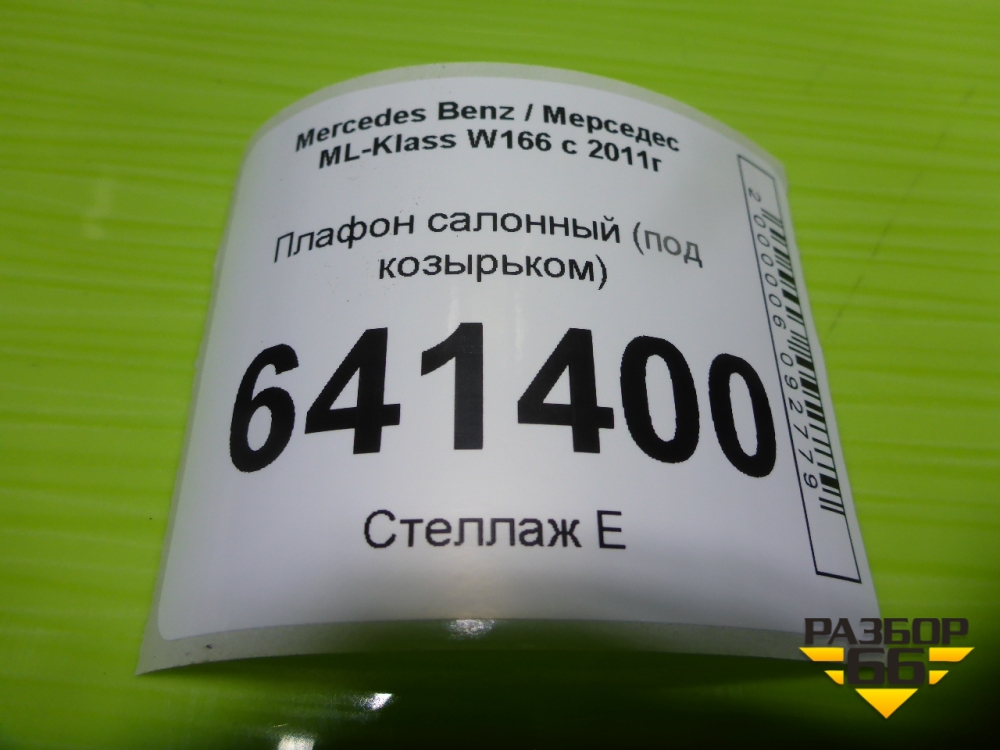 Mercedes Benz / Мерседес
ML-Klass W166 с 2011г
Плафон салонный (под
козырьком)
641400
Стеллаж Е
2000006092779
РАЗБОР
66